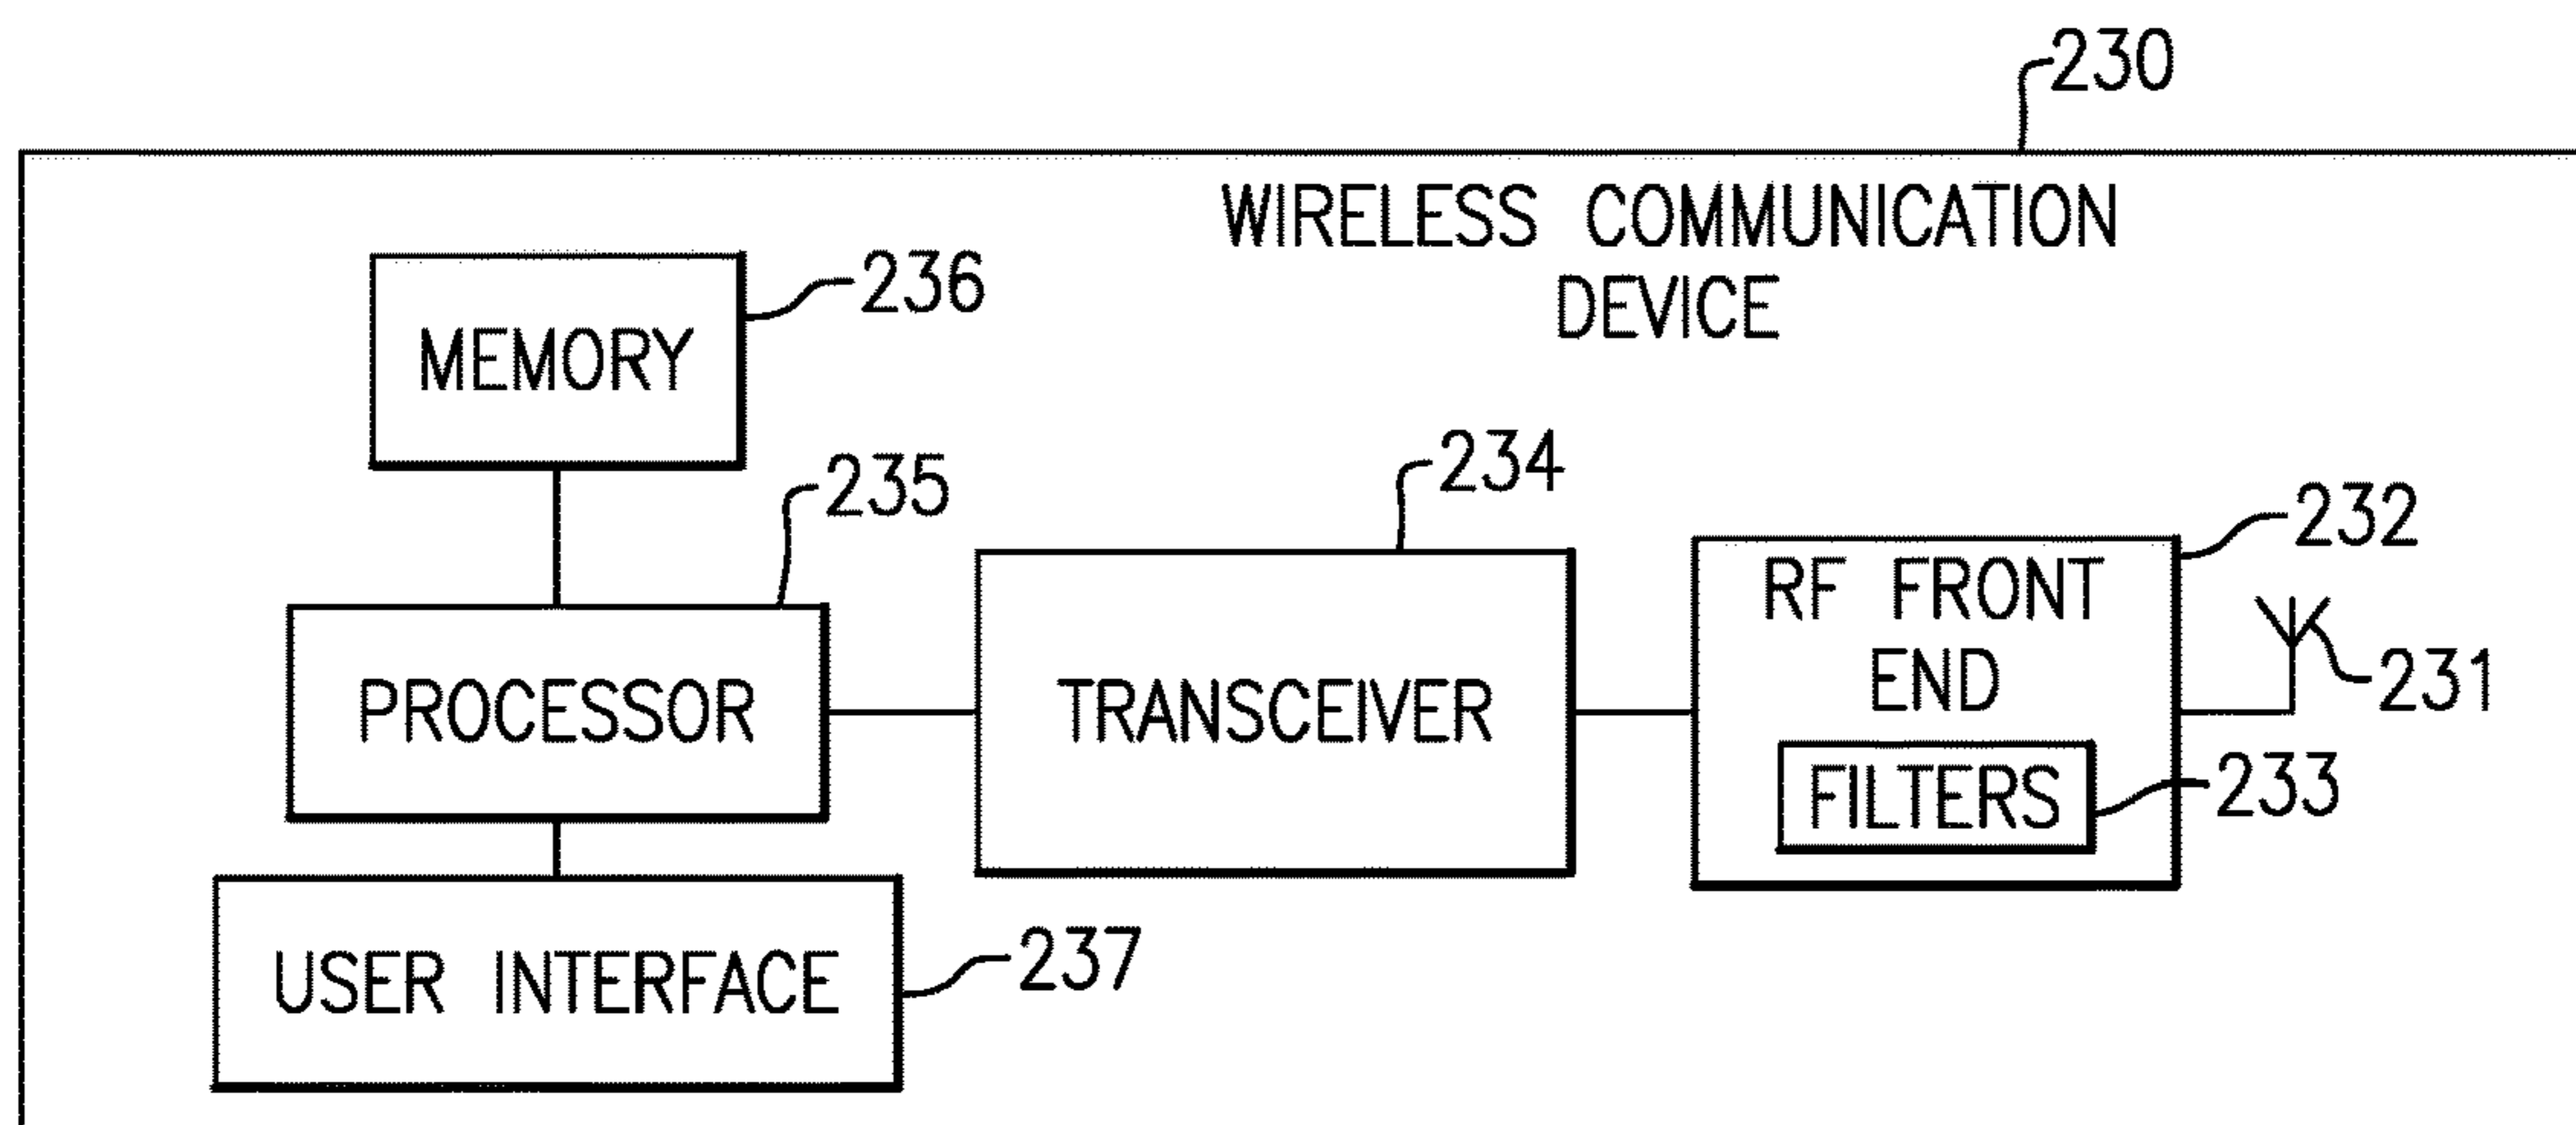 230
WIRELESS COMMUNICATION
DEVICE
236
MEMORY
235
234
232
RF FRONT
END
PROCESSOR
TRANSCEIVER
231
FILTERS
233
USER INTERFACE
237